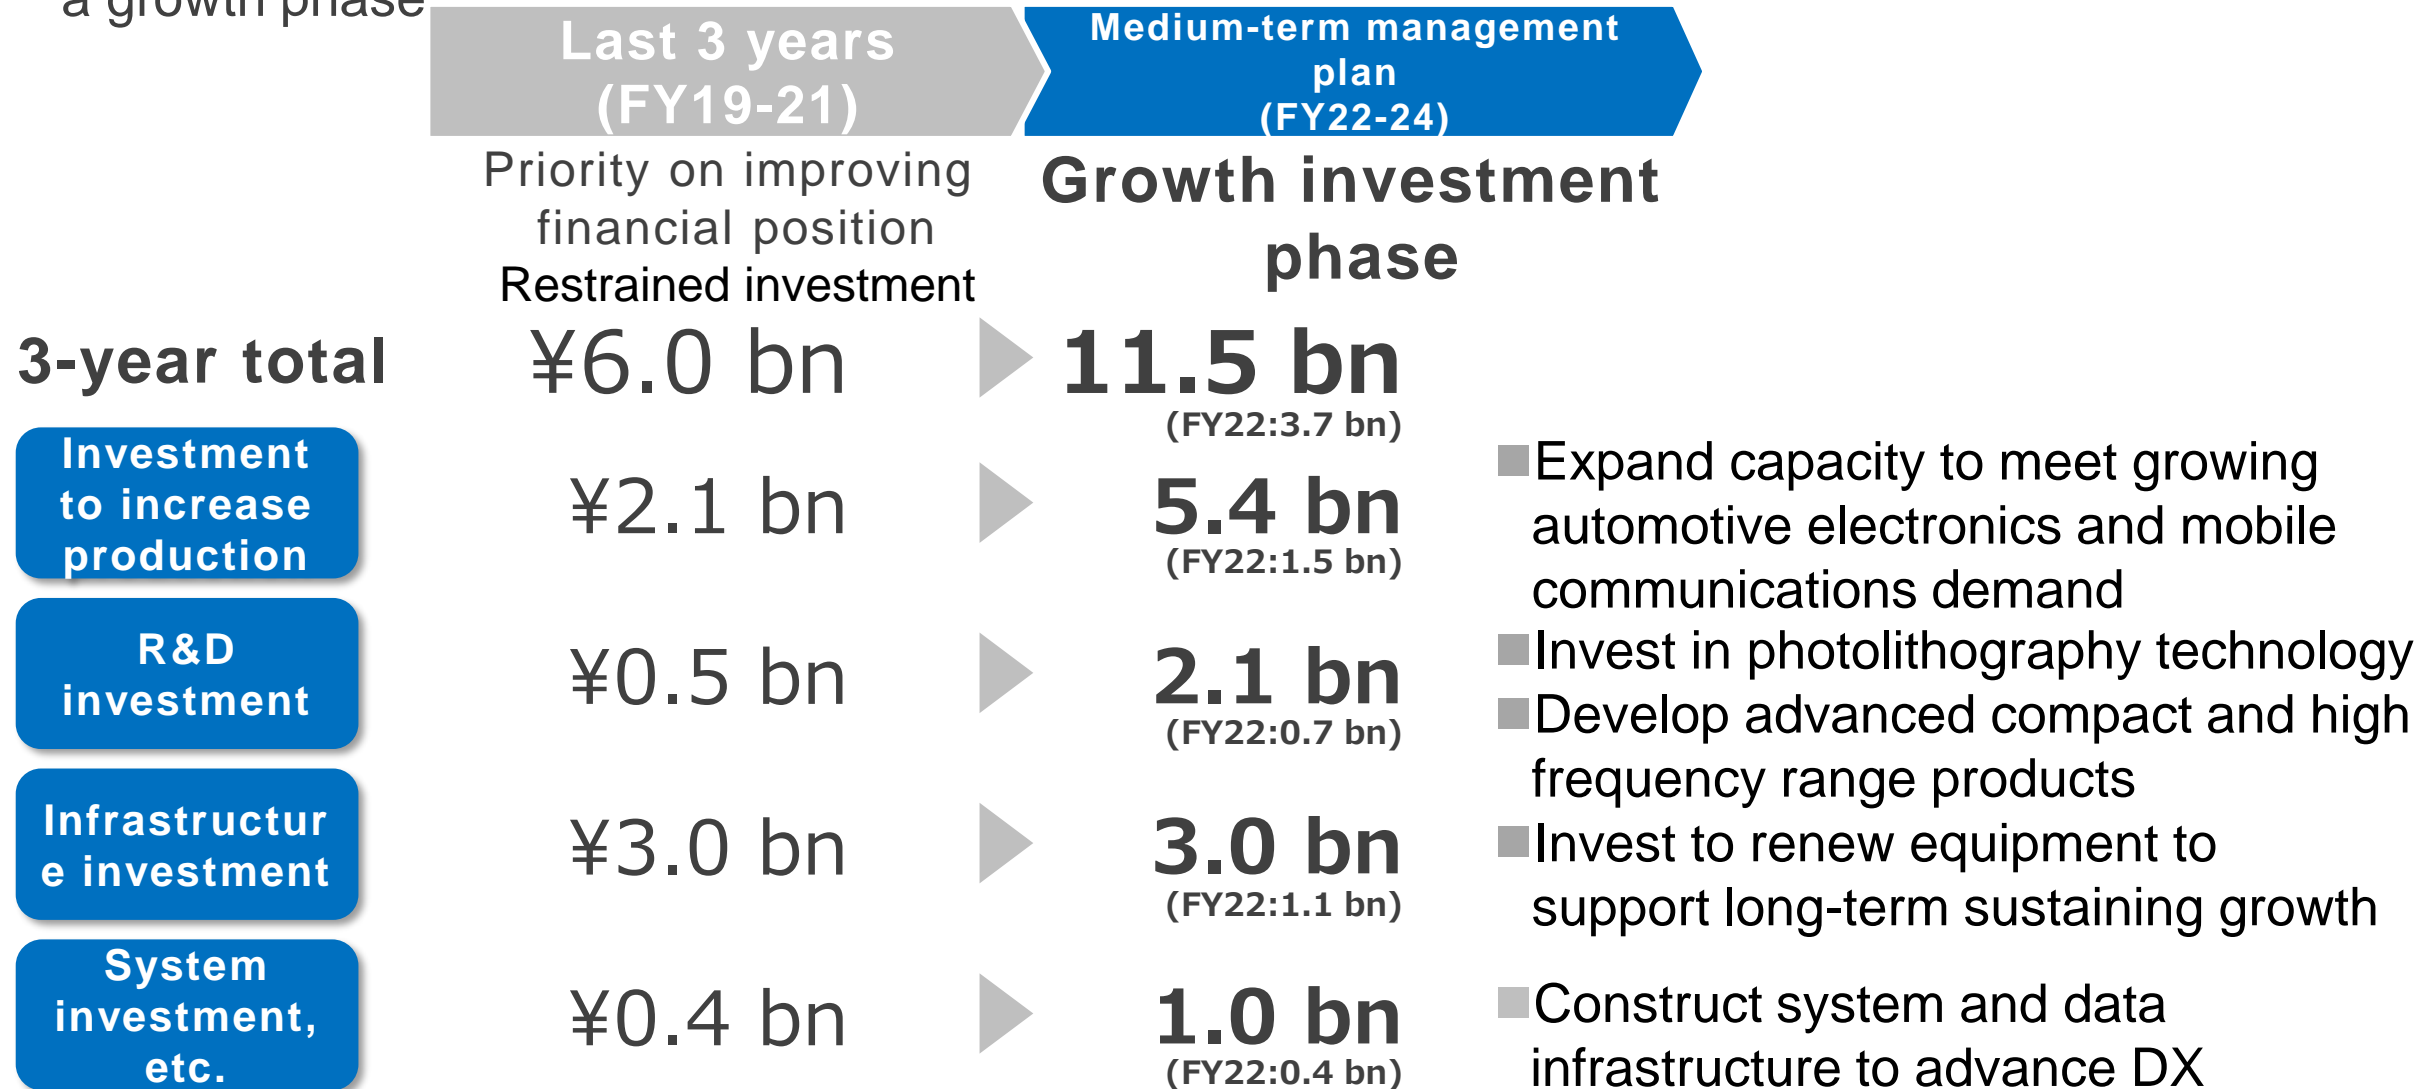 a growth phase
Last 3 years
(FY19-21)
Medium-term management
plan
(FY22-24)
Priority on improving
financial position
Restrained investment
Growth investment
phase
3-year total
¥6.0 bn
11.5 bn
(FY22:3.7 bn)
Investment
to increase
production
¥2.1 bn
5.4 bn
(FY22:1.5 bn)
■Expand capacity to meet growing
automotive electronics and mobile
communications demand
R&D
investment
¥0.5 bn
2.1 bn
(FY22:0.7 bn)
■Invest in photolithography technology
■Develop advanced compact and high
frequency range products
Infrastructur
e investment
¥3.0 bn
3.0 bn
(FY22:1.1 bn)
■Invest to renew equipment to
support long-term sustaining growth
System
investment,
etc.
¥0.4 bn
1.0 bn
(FY22:0.4 bn)
■Construct system and data
infrastructure to advance DX